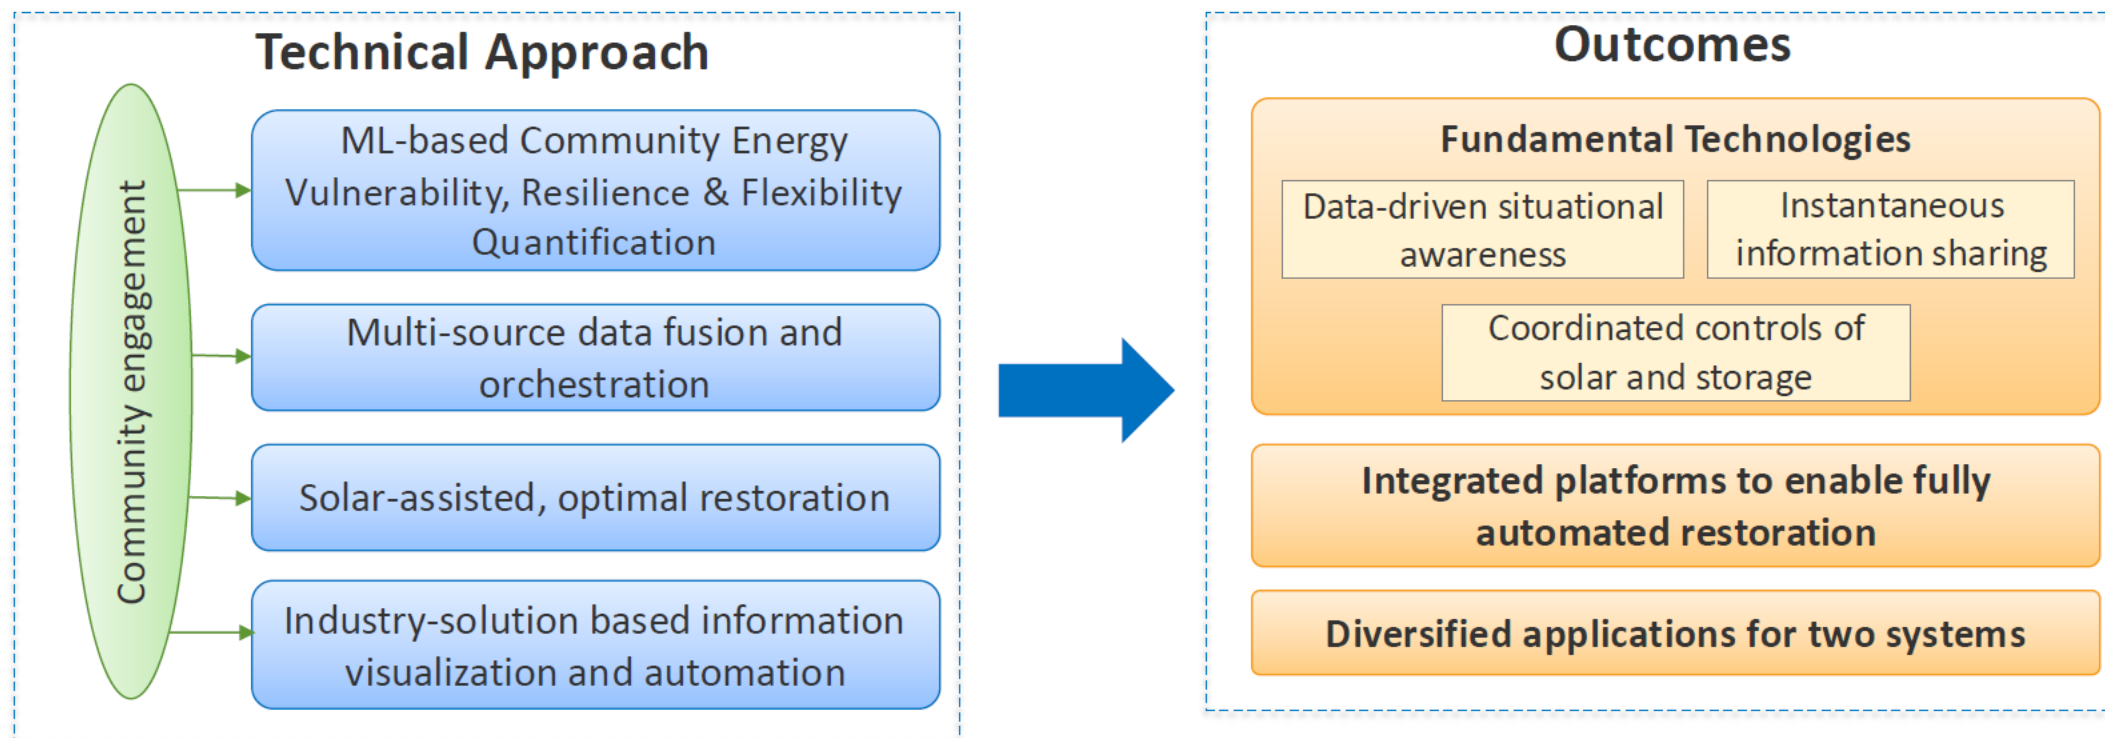 Technical Approach
Community engagement
ML-based Community Energy
Vulnerability, Resilience & Flexibility
Quantification
Multi-source data fusion and
orchestration
Solar-assisted, optimal restoration
Industry-solution based information
visualization and automation
Outcomes
Fundamental Technologies
Data-driven situational
awareness
Instantaneous
information sharing
Coordinated controls of
solar and storage
Integrated platforms to enable fully
automated restoration
Diversified applications for two systems